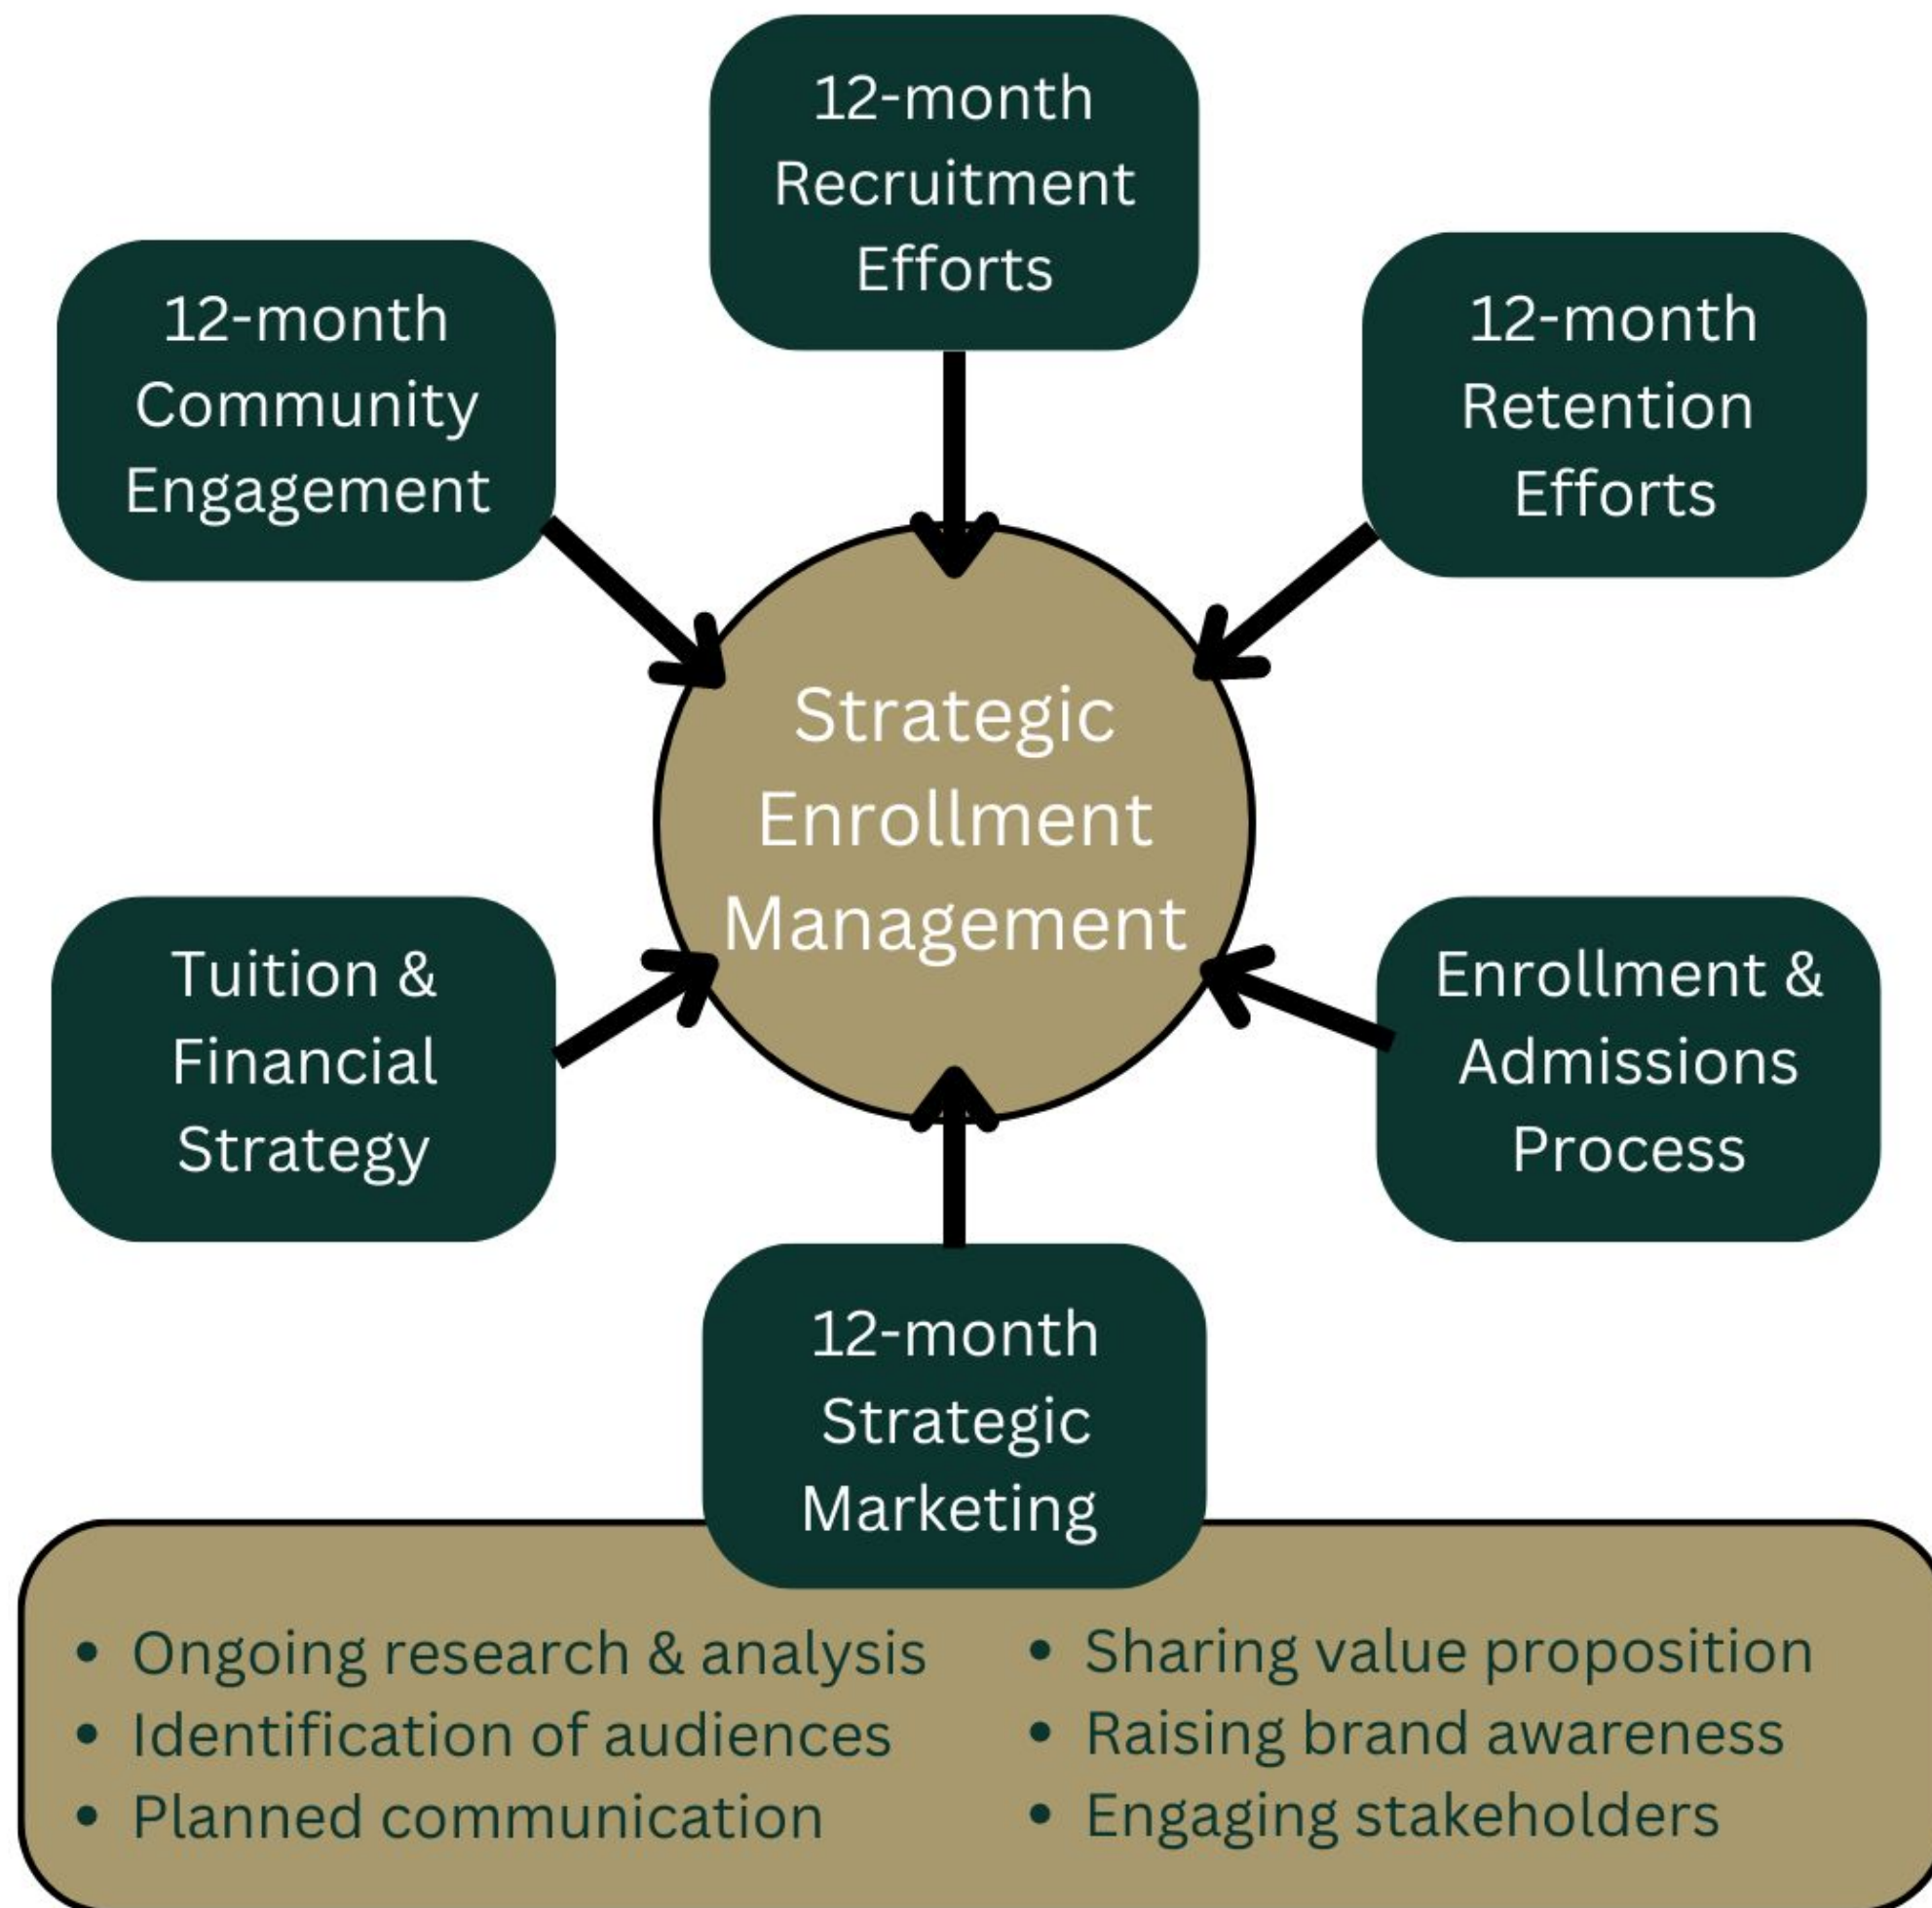 12-month
Recruitment
Efforts
12-month
Community
Engagement
12-month
Retention
Efforts
Strategic
Enrollment
Management
Tuition &
Financial
Strategy
Enrollment &
Admissions
Process
12-month
Strategic
Marketing
• Ongoing research & analysis
• Identification of audiences
• Planned communication
• Sharing value proposition
• Raising brand awareness
• Engaging stakeholders